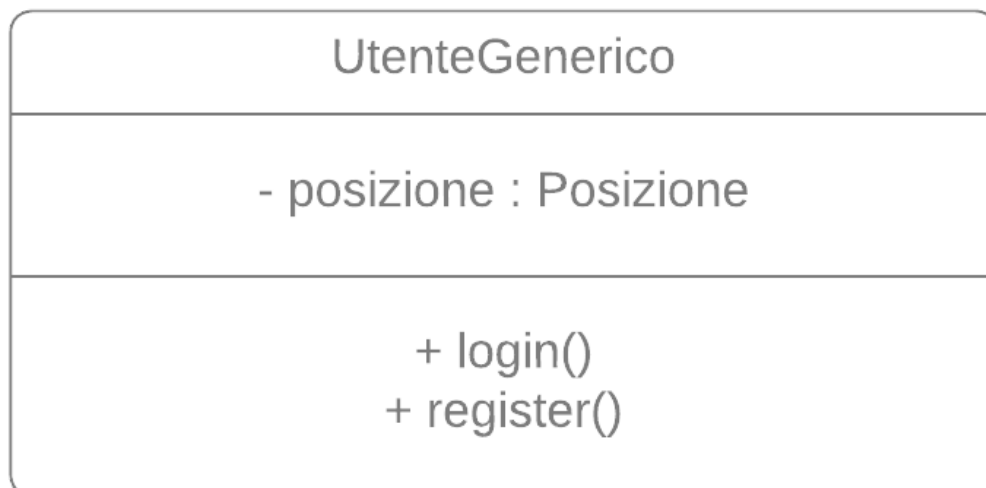 UtenteGenerico
- posizione : Posizione
+ login()
+ register()